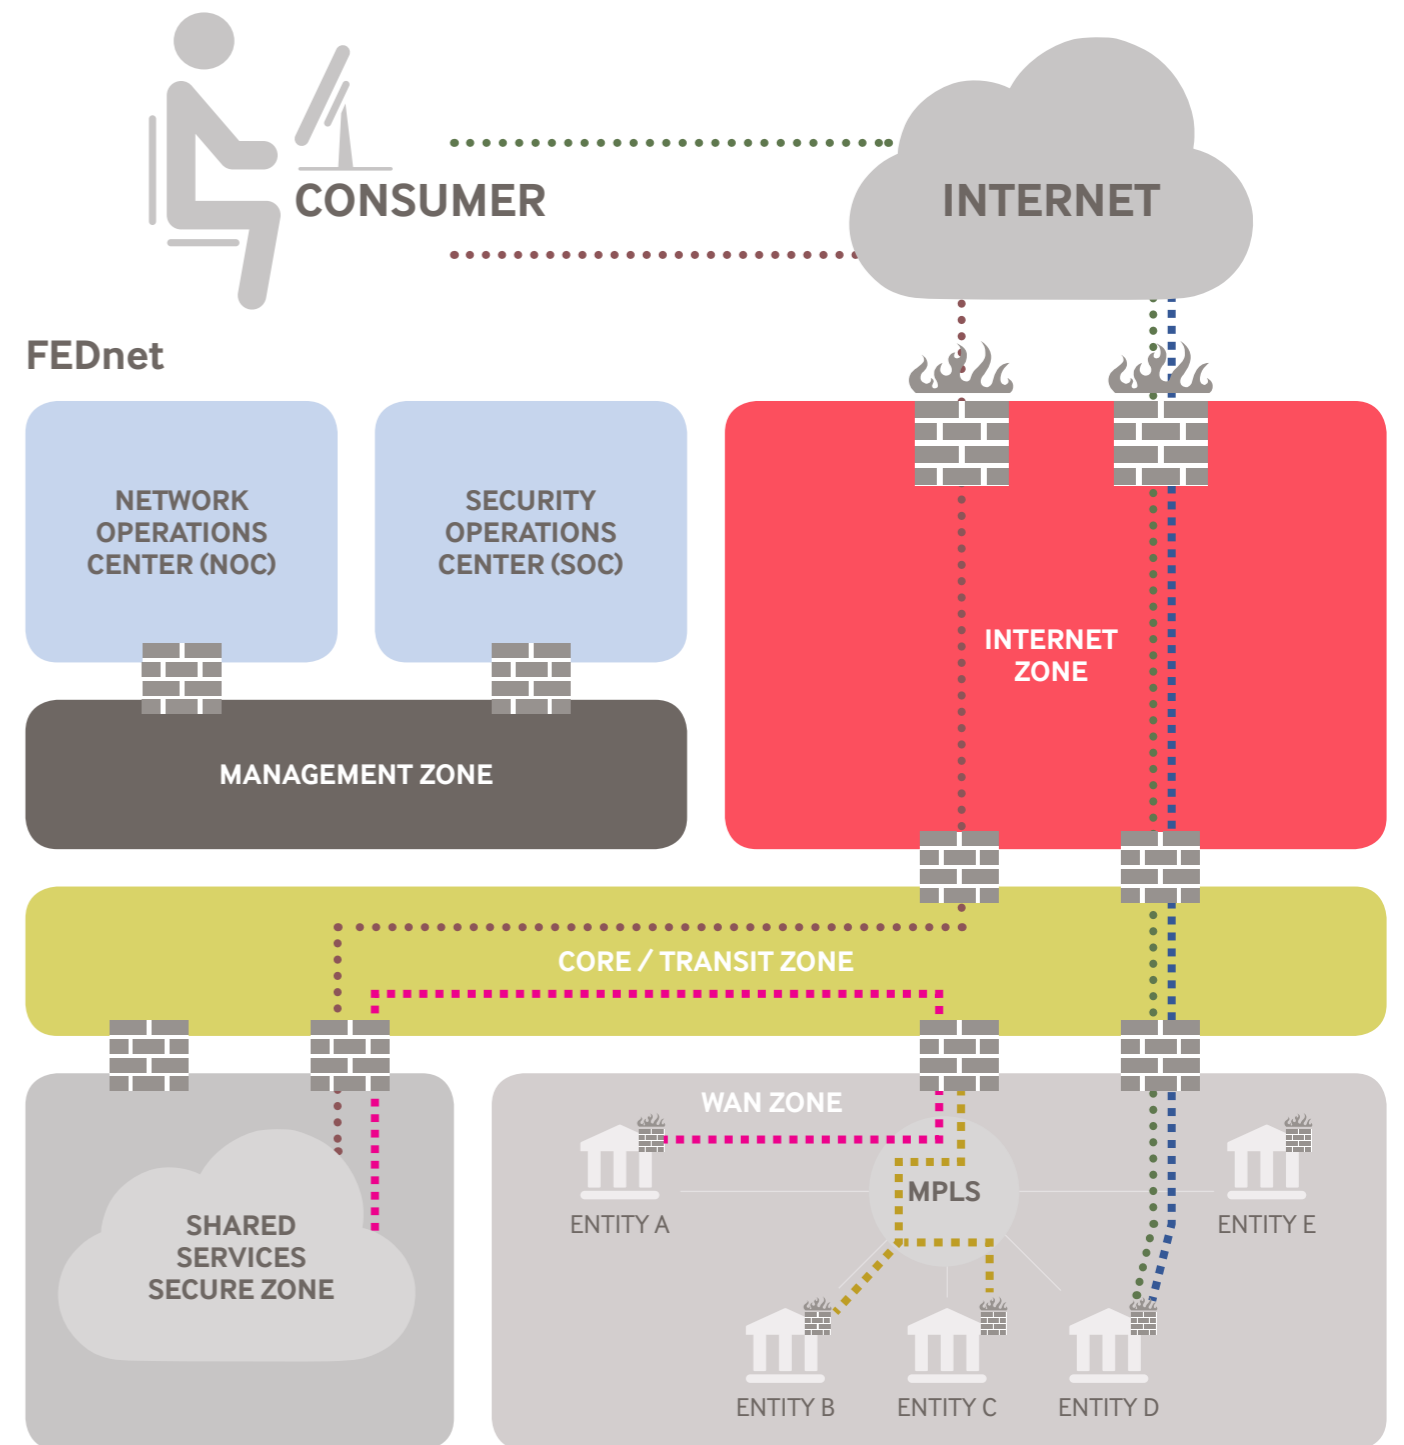 CONSUMER
INTERNET
FEDnet
NETWORK
OPERATIONS
CENTER (NOC)
SECURITY
OPERATIONS
CENTER (SOC)
INTERNET
ZONE
MANAGEMENT ZONE
CORE / TRANSIT ZONE
WAN ZONE
MPLS
ENTITY A
ENTITY E
SHARED
SERVICES
SECURE ZONE
ENTITY B
ENTITY C
ENTITY D